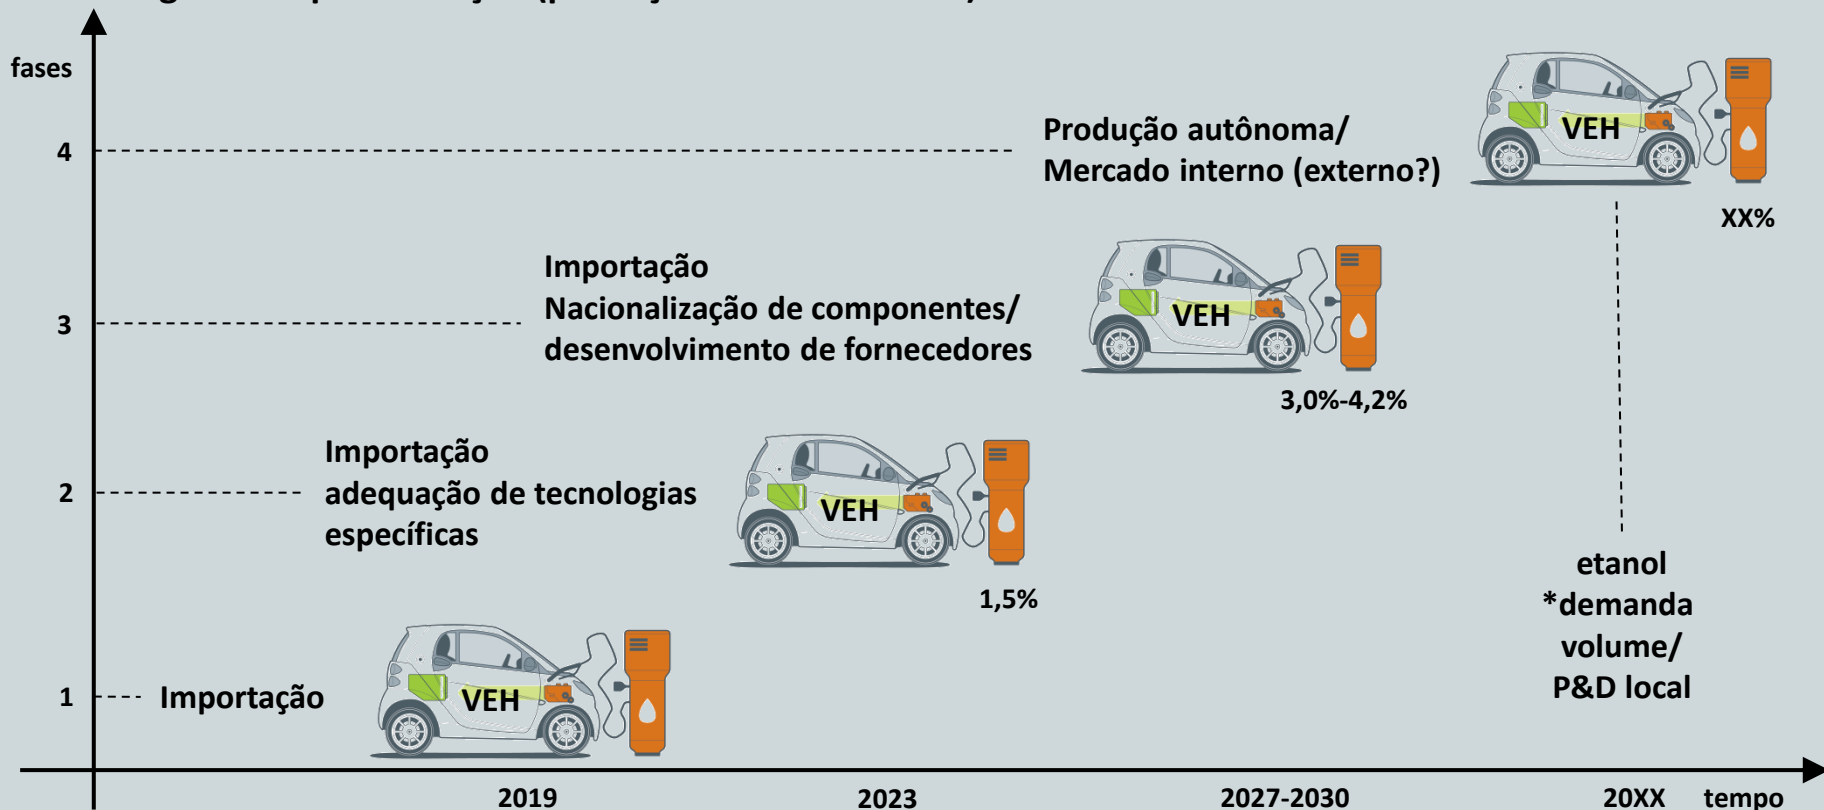 fases
4
Produção autônoma/
Mercado interno (externo?)
VEH
XX%
3
Importação
Nacionalização de componentes/
desenvolvimento de fornecedores
VEH
3,0%-4,2%
2
Importação
adequação de tecnologias
específicas
VEH
1,5%
etanol
*demanda
volume/
P&D local
1
Importação
VEH
2019
2023
2027-2030
20XX
tempo